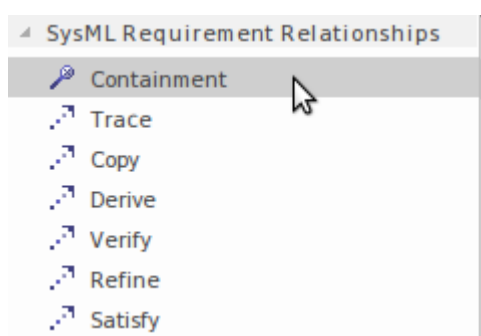 SysML Requirement Relationships
Containment
Trace
Copy
Derive
Verify
Refine
Satisfy